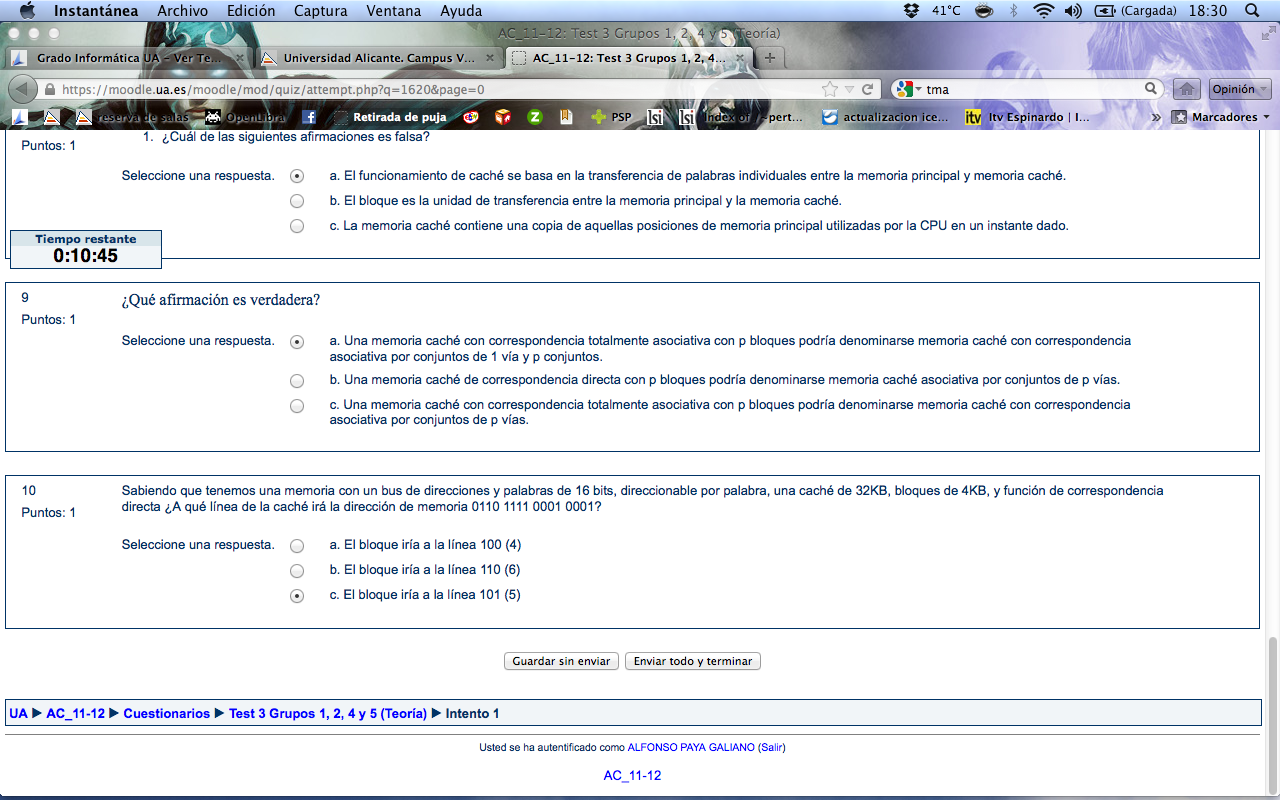 Instantánea Archivo Edición Captura Ventana Ayuda 41°C (Cargada) 18:30
AC_11-12: Test 3 Grupos 1, 2, 4 y 5 (Teoría)
Grado Informática UA – Ver Te... × Universidad Alicante. Campus V... × AC_11-12: Test 3 Grupos 1, 2, 4... × +
https://moodle.ua.es/moodle/mod/quiz/attempt.php?q=1620&page=0 tma Opinión
reserva de salas OpenLibra Retirada de puja PSP lsi lsi Index of /~pert... actualizacion ice... itv Itv Espinardo | I... » Marcadores
1. ¿Cuál de las siguientes afirmaciones es falsa?
Puntos: 1
Seleccione una respuesta. a. El funcionamiento de caché se basa en la transferencia de palabras individuales entre la memoria principal y memoria caché.
b. El bloque es la unidad de transferencia entre la memoria principal y la memoria caché.
c. La memoria caché contiene una copia de aquellas posiciones de memoria principal utilizadas por la CPU en un instante dado.
Tiempo restante
0:10:45
9 ¿Qué afirmación es verdadera?
Puntos: 1
Seleccione una respuesta. a. Una memoria caché con correspondencia totalmente asociativa con p bloques podría denominarse memoria caché con correspondencia
asociativa por conjuntos de 1 vía y p conjuntos.
b. Una memoria caché de correspondencia directa con p bloques podría denominarse memoria caché asociativa por conjuntos de p vías.
c. Una memoria caché con correspondencia totalmente asociativa con p bloques podría denominarse memoria caché con correspondencia
asociativa por conjuntos de p vías.
10 Sabiendo que tenemos una memoria con un bus de direcciones y palabras de 16 bits, direccionable por palabra, una caché de 32KB, bloques de 4KB, y función de correspondencia
Puntos: 1 directa ¿A qué línea de la caché irá la dirección de memoria 0110 1111 0001 0001?
Seleccione una respuesta. a. El bloque iría a la línea 100 (4)
b. El bloque iría a la línea 110 (6)
c. El bloque iría a la línea 101 (5)
Guardar sin enviar Enviar todo y terminar
UA ► AC_11-12 ► Cuestionarios ► Test 3 Grupos 1, 2, 4 y 5 (Teoría) ► Intento 1
Usted se ha autentificado como ALFONSO PAYA GALIANO (Salir)
AC_11-12